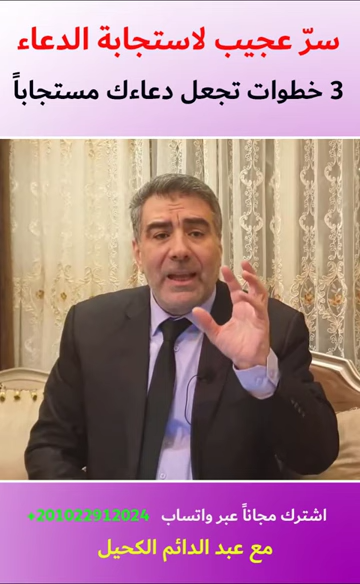 سرّ عجيب لاستجابة الدعاء
3 خطوات تجعل دعاءك مستجاباً
اشترك مجاناً عبر واتساب 201022912024+
مع عبد الدائم الكحيل